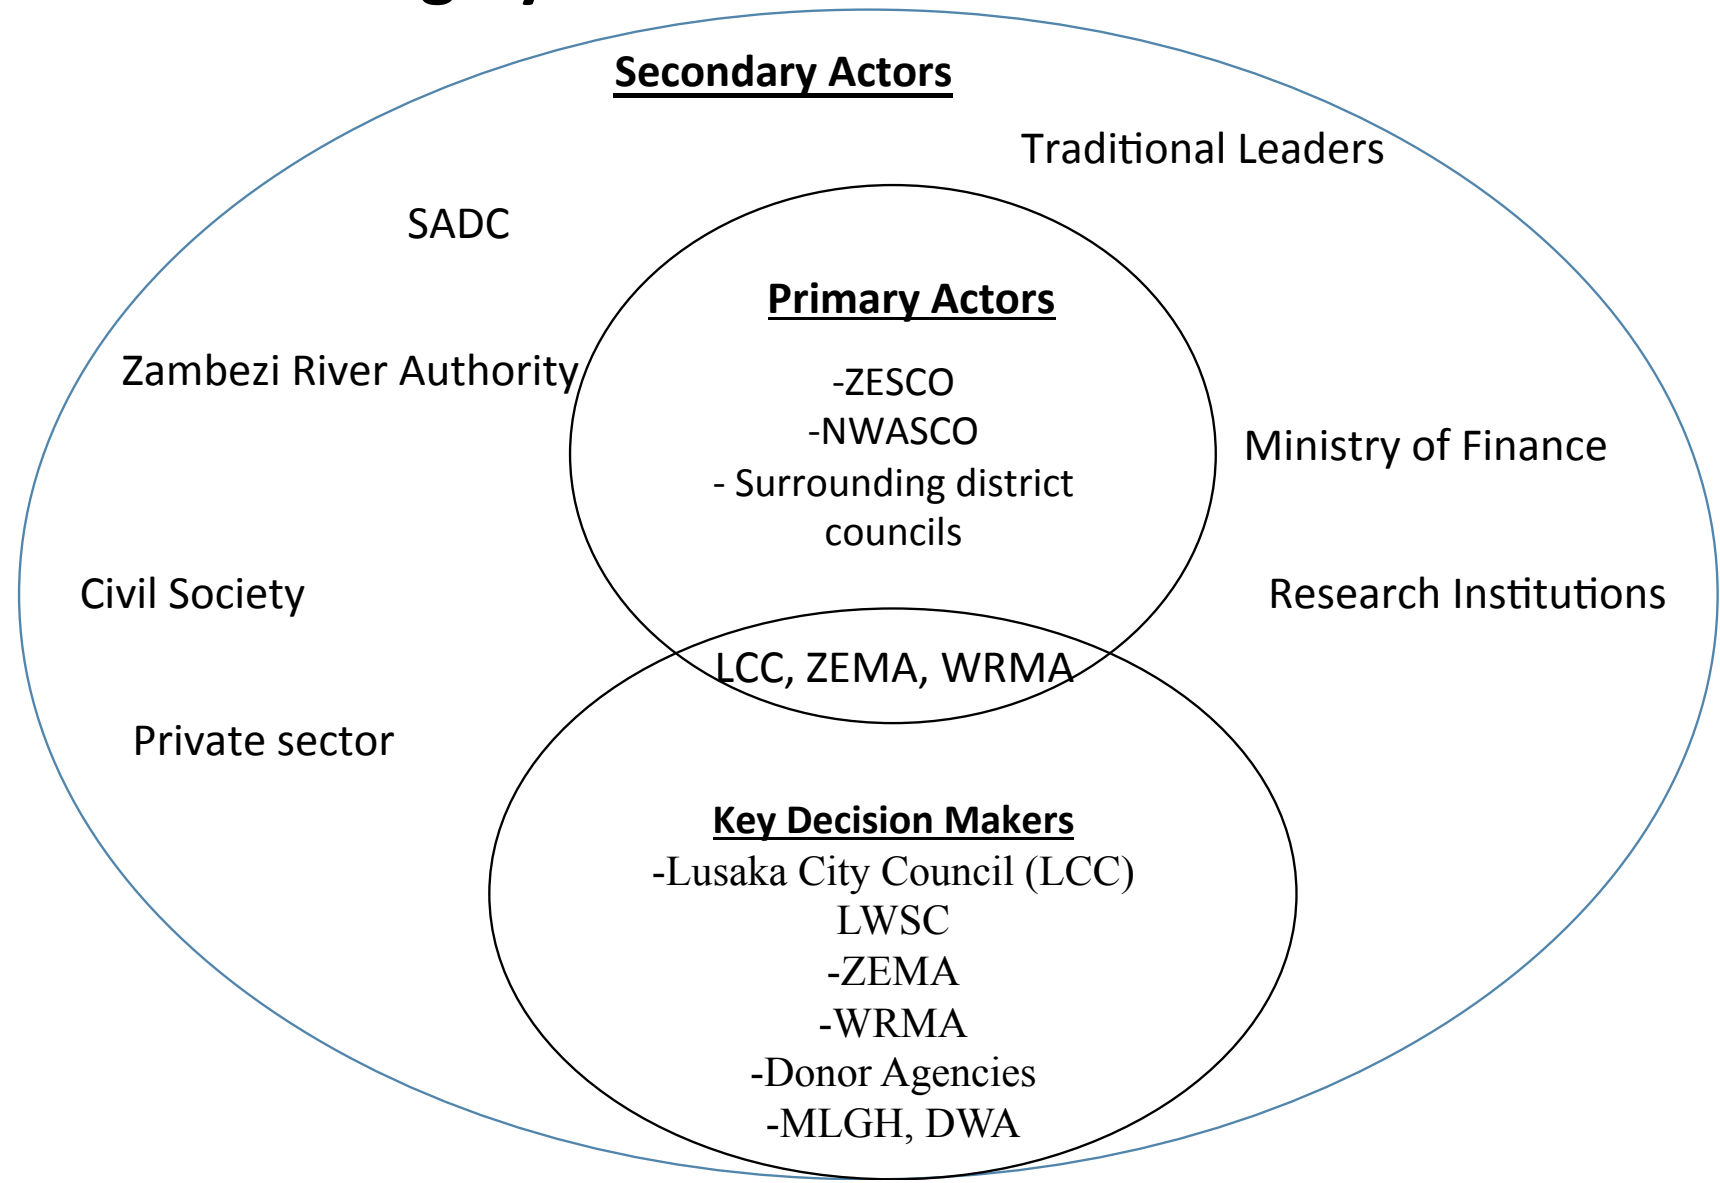 Secondary Actors
Traditional Leaders
SADC
Primary Actors
Zambezi River Authority
-ZESCO
-NWASCO
- Surrounding district
councils
Ministry of Finance
Civil Society
Research Institutions
LCC, ZEMA, WRMA
Private sector
Key Decision Makers
-Lusaka City Council (LCC)
LWSC
-ZEMA
-WRMA
-Donor Agencies
-MLGH, DWA